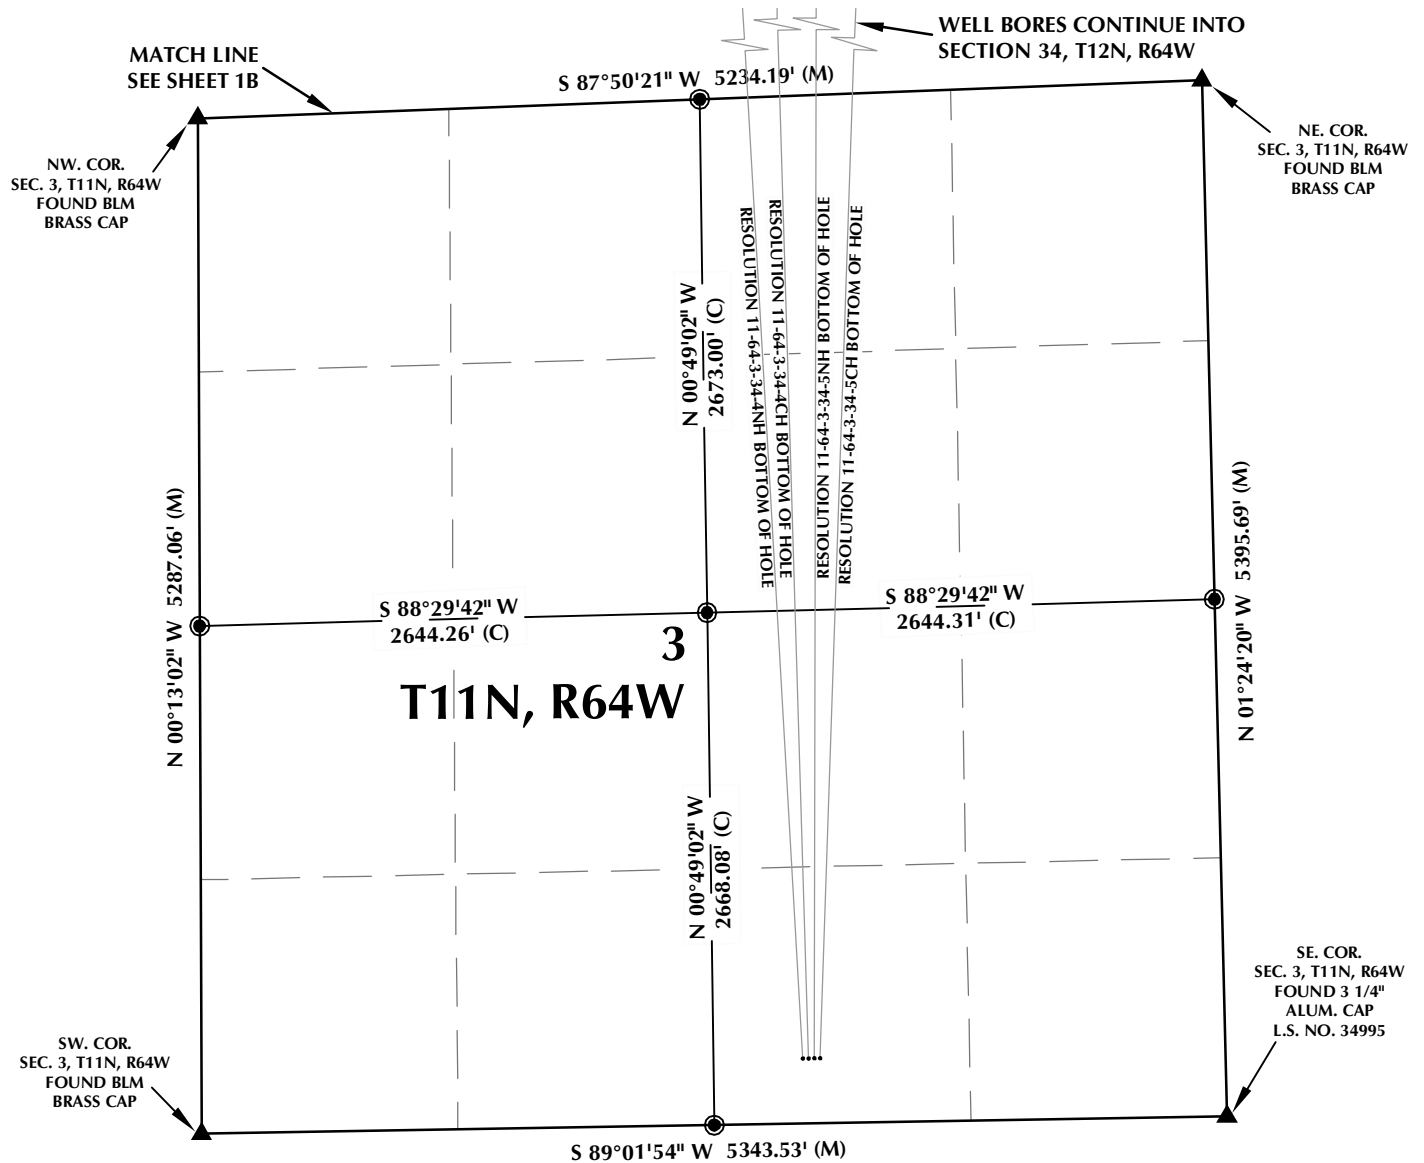 MATCH LINE
SEE SHEET 1B
WELL BORES CONTINUE INTO
SECTION 34, T12N, R64W
S 87°50'21" W 5234.19' (M)
NW. COR.
SEC. 3, T11N, R64W
FOUND BLM
BRASS CAP
NE. COR.
SEC. 3, T11N, R64W
FOUND BLM
BRASS CAP
N 00°49'02" W
2673.00' (C)
RESOLUTION 11-64-3-34-4NH BOTTOM OF HOLE
RESOLUTION 11-64-3-34-4CH BOTTOM OF HOLE
RESOLUTION 11-64-3-34-5NH BOTTOM OF HOLE
RESOLUTION 11-64-3-34-5CH BOTTOM OF HOLE
N 00°13'02" W 5287.06' (M)
N 01°24'20" W 5395.69' (M)
S 88°29'42" W
2644.26' (C)
S 88°29'42" W
2644.31' (C)
3
T11N, R64W
N 00°49'02" W
2668.08' (C)
SW. COR.
SEC. 3, T11N, R64W
FOUND BLM
BRASS CAP
SE. COR.
SEC. 3, T11N, R64W
FOUND 3 1/4"
ALUM. CAP
L.S. NO. 34995
S 89°01'54" W 5343.53' (M)